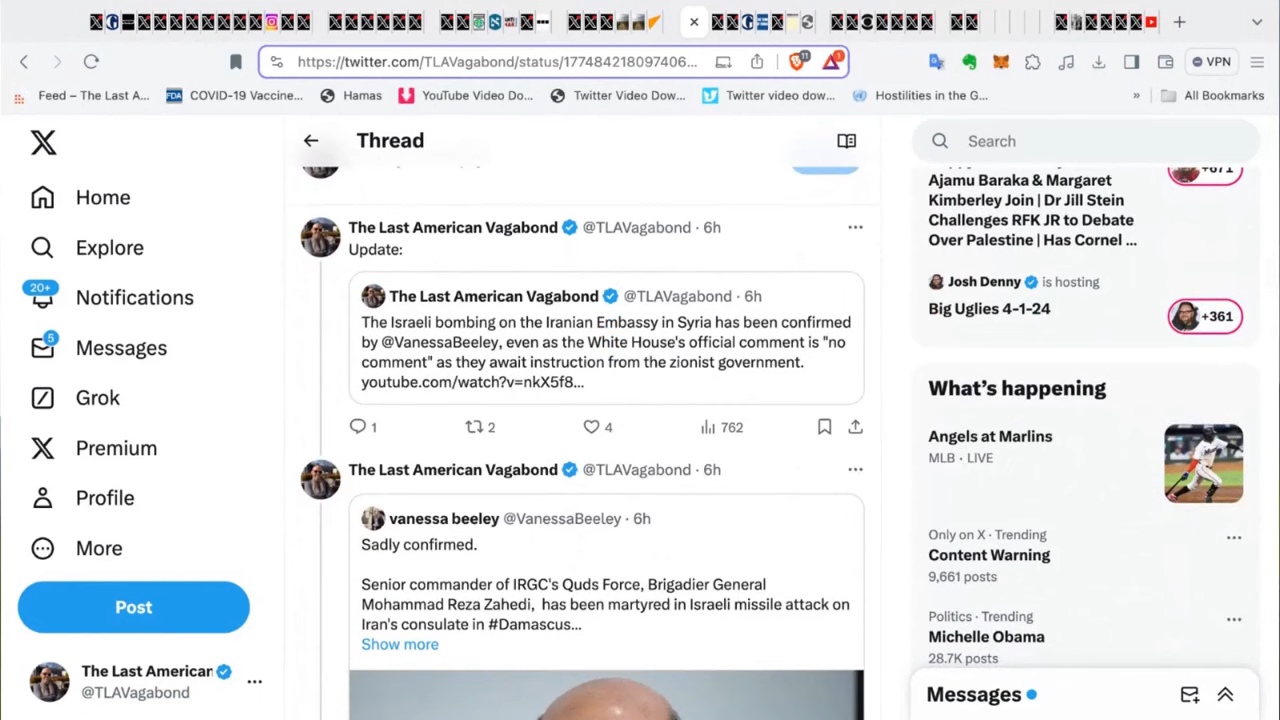 https://twitter.com/TLAVagabond/status/177484218097406...
11
1
VPN
Feed – The Last A...
FDA
COVID-19 Vaccine...
Hamas
YouTube Video Do...
Twitter Video Dow...
Twitter video dow...
Hostilities in the G...
»
All Bookmarks
Home
Explore
20+
Notifications
5
Messages
Grok
Premium
Profile
More
Post
The Last American
@TLAVagabond
Thread
The Last American Vagabond @TLAVagabond · 6h
Update:
The Last American Vagabond @TLAVagabond · 6h
The Israeli bombing on the Iranian Embassy in Syria has been confirmed
by @VanessaBeeley, even as the White House's official comment is "no
comment" as they await instruction from the zionist government.
youtube.com/watch?v=nkX5f8...
1
2
4
762
The Last American Vagabond @TLAVagabond · 6h
vanessa beeley @VanessaBeeley · 6h
Sadly confirmed.
Senior commander of IRGC's Quds Force, Brigadier General
Mohammad Reza Zahedi, has been martyred in Israeli missile attack on
Iran's consulate in #Damascus...
Show more
Search
Ajamu Baraka & Margaret
Kimberley Join | Dr Jill Stein
Challenges RFK JR to Debate
Over Palestine | Has Cornel ...
+671
Josh Denny is hosting
Big Uglies 4-1-24
+361
What's happening
Angels at Marlins
MLB · LIVE
Only on X · Trending
Content Warning
9,661 posts
Politics · Trending
Michelle Obama
28.7K posts
Messages